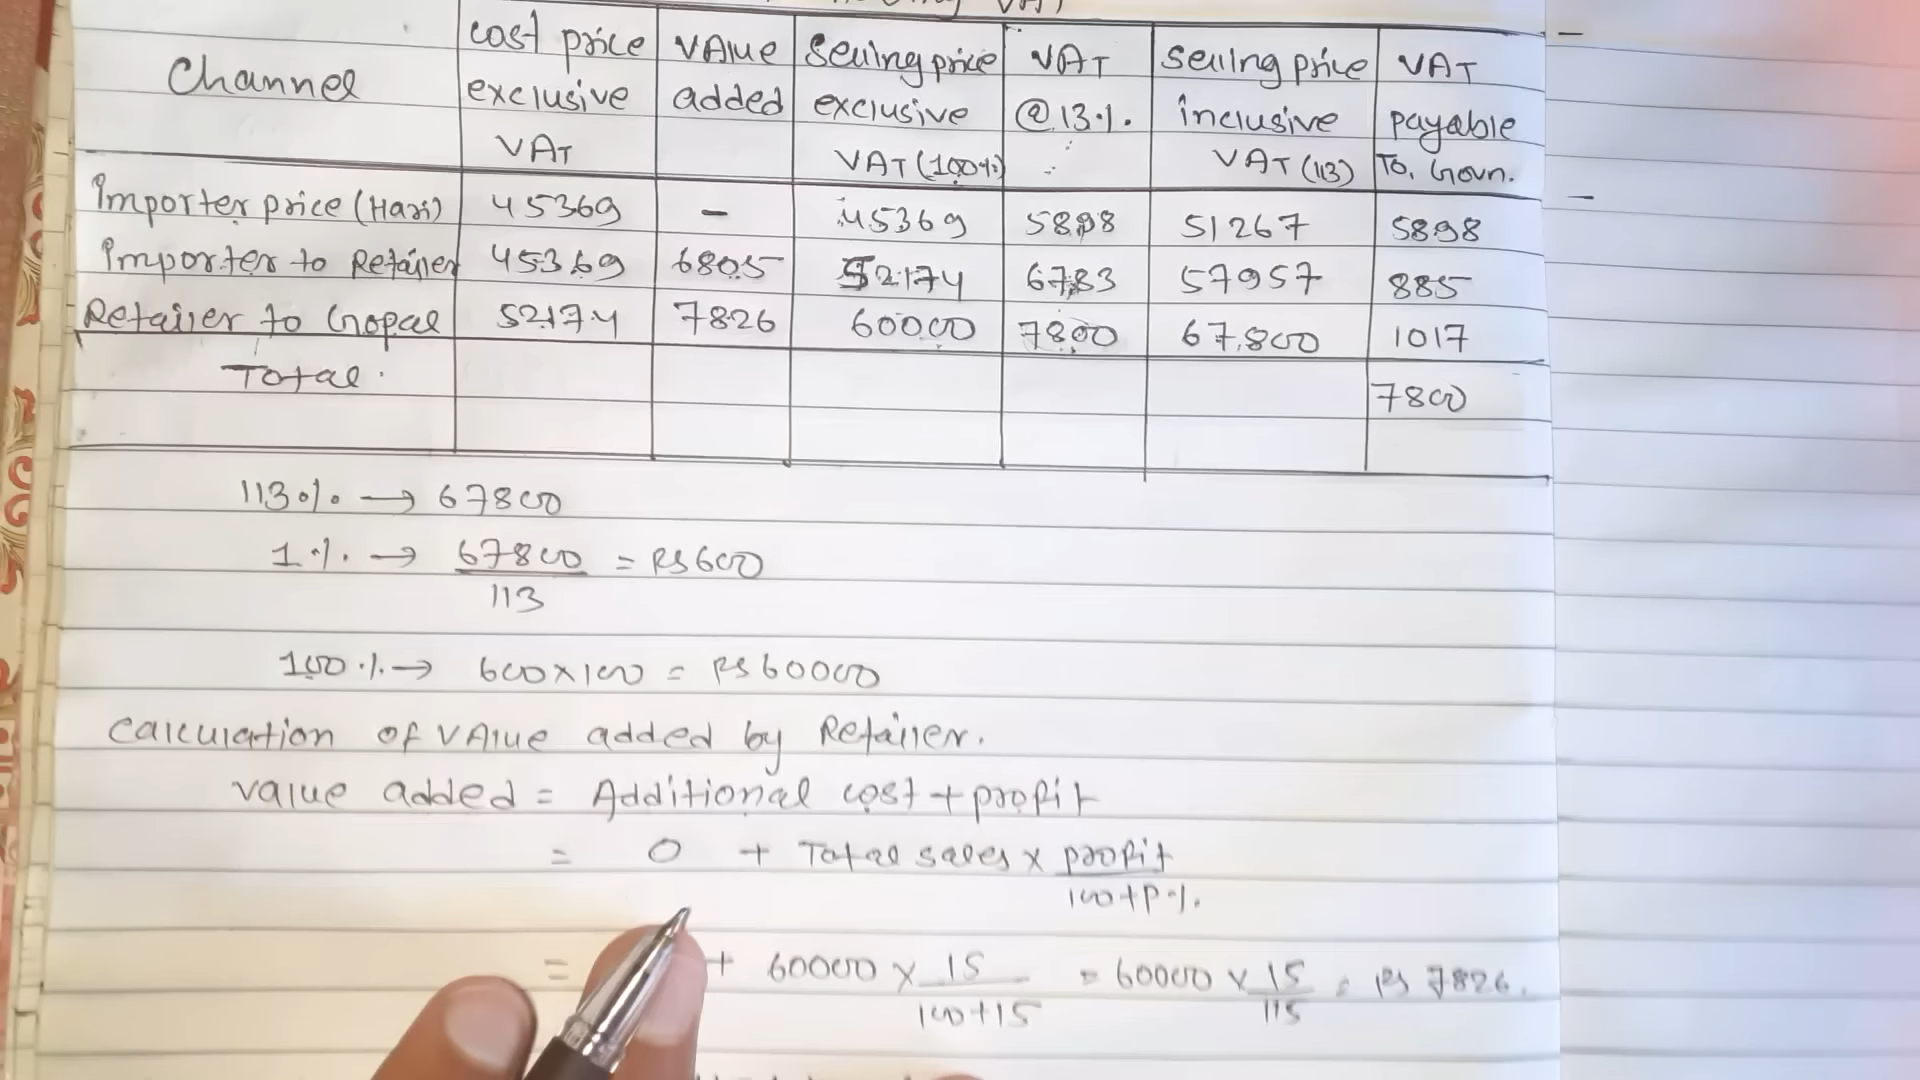 VAT
Channel | cost price exclusive VAT | VAlue added | Selling price exclusive VAT (100%) | VAT @ 13%. | Selling price inclusive VAT (113) | VAT payable To. Govn.
Importer price (Hari) | 45369 | - | 45369 | 5898 | 51267 | 5898
Importer to Retailer | 45369 | 6805 | 52174 | 6783 | 57957 | 885
Retailer to Gopal | 52174 | 7826 | 60000 | 7800 | 67,800 | 1017
Total. | 7800
113% → 67800
1% → 67800/113 = RS 600
100% → 600 x 100 = RS 60000
Calculation of VAlue added by Retailer.
value added = Additional cost + profit
= 0 + Total sales x profit/100+P%.
= + 60000 x 15/100+15 = 60000 x 15/115 = RS 7826.